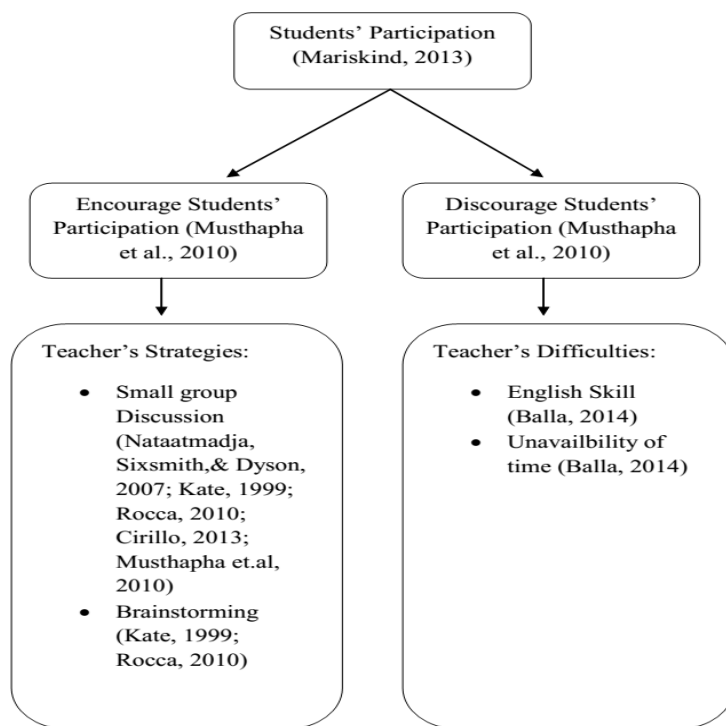 Students' Participation
(Mariskind, 2013)
Encourage Students'
Participation (Musthapha
et al., 2010)
Discourage Students'
Participation (Musthapha
et al., 2010)
Teacher's Strategies:
• Small group
Discussion
(Nataatmadja,
Sixsmith,& Dyson,
2007; Kate, 1999;
Rocca, 2010;
Cirillo, 2013;
Musthapha et.al,
2010)
• Brainstorming
(Kate, 1999;
Rocca, 2010)
Teacher's Difficulties:
• English Skill
(Balla, 2014)
• Unavailbility of
time (Balla, 2014)